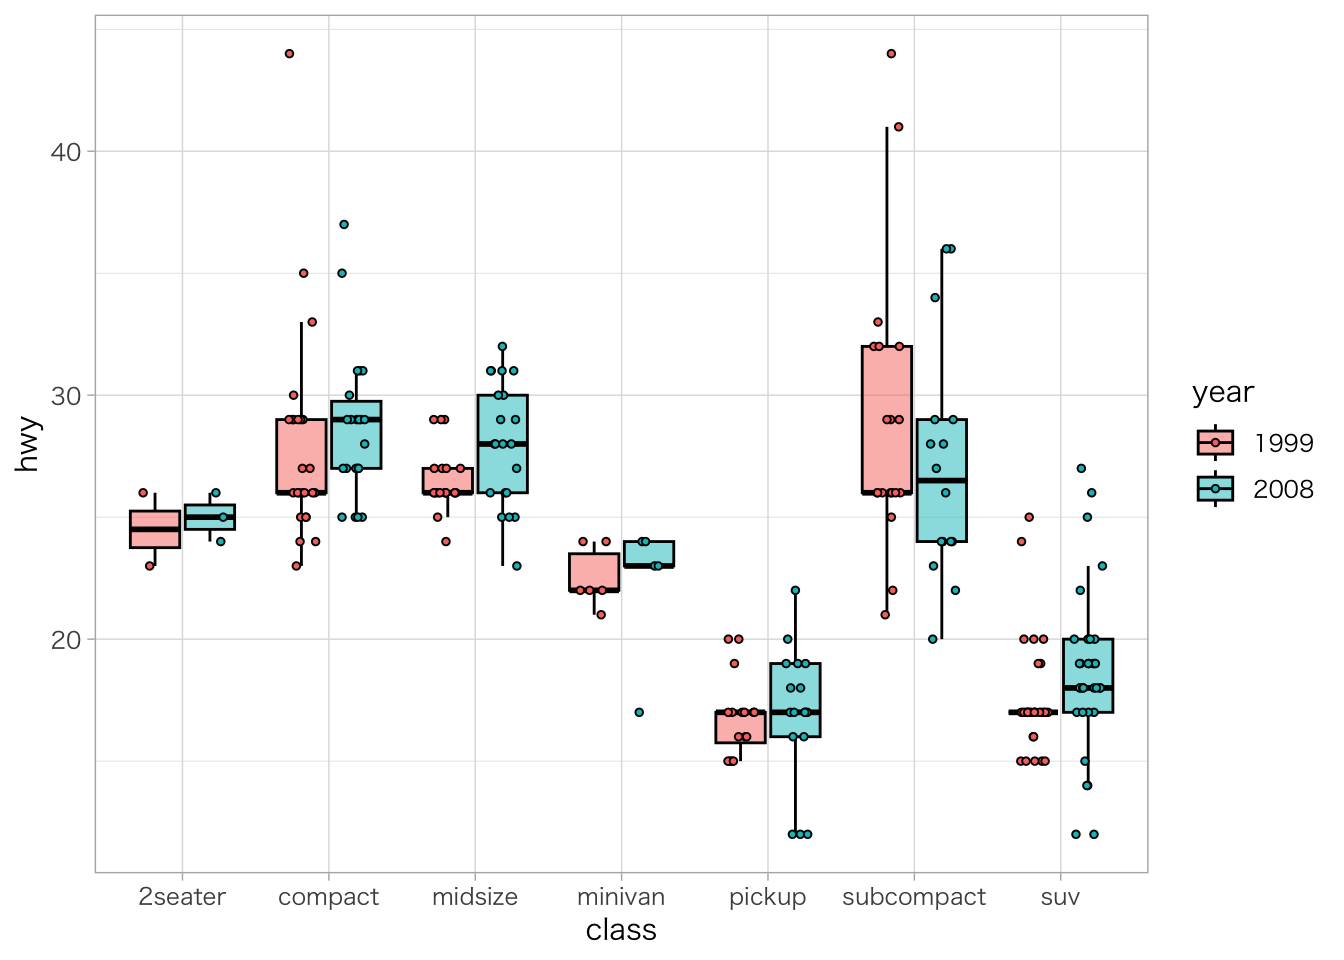 hwy
40
30
20
2seater compact midsize minivan pickup subcompact suv
class
year
1999
2008